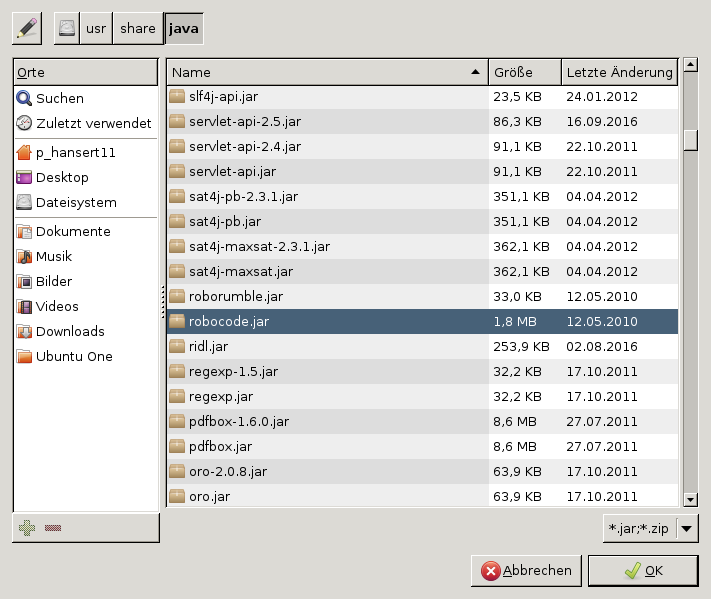 usr share java
Orte
Suchen
Zuletzt verwendet
p_hansert11
Desktop
Dateisystem
Dokumente
Musik
Bilder
Videos
Downloads
Ubuntu One
Name Größe Letzte Änderung
slf4j-api.jar 23,5 KB 24.01.2012
servlet-api-2.5.jar 86,3 KB 16.09.2016
servlet-api-2.4.jar 91,1 KB 22.10.2011
servlet-api.jar 91,1 KB 22.10.2011
sat4j-pb-2.3.1.jar 351,1 KB 04.04.2012
sat4j-pb.jar 351,1 KB 04.04.2012
sat4j-maxsat-2.3.1.jar 362,1 KB 04.04.2012
sat4j-maxsat.jar 362,1 KB 04.04.2012
roborumble.jar 33,0 KB 12.05.2010
robocode.jar 1,8 MB 12.05.2010
ridl.jar 253,9 KB 02.08.2016
regexp-1.5.jar 32,2 KB 17.10.2011
regexp.jar 32,2 KB 17.10.2011
pdfbox-1.6.0.jar 8,6 MB 27.07.2011
pdfbox.jar 8,6 MB 27.07.2011
oro-2.0.8.jar 63,9 KB 17.10.2011
oro.jar 63,9 KB 17.10.2011
*.jar;*.zip
Abbrechen OK